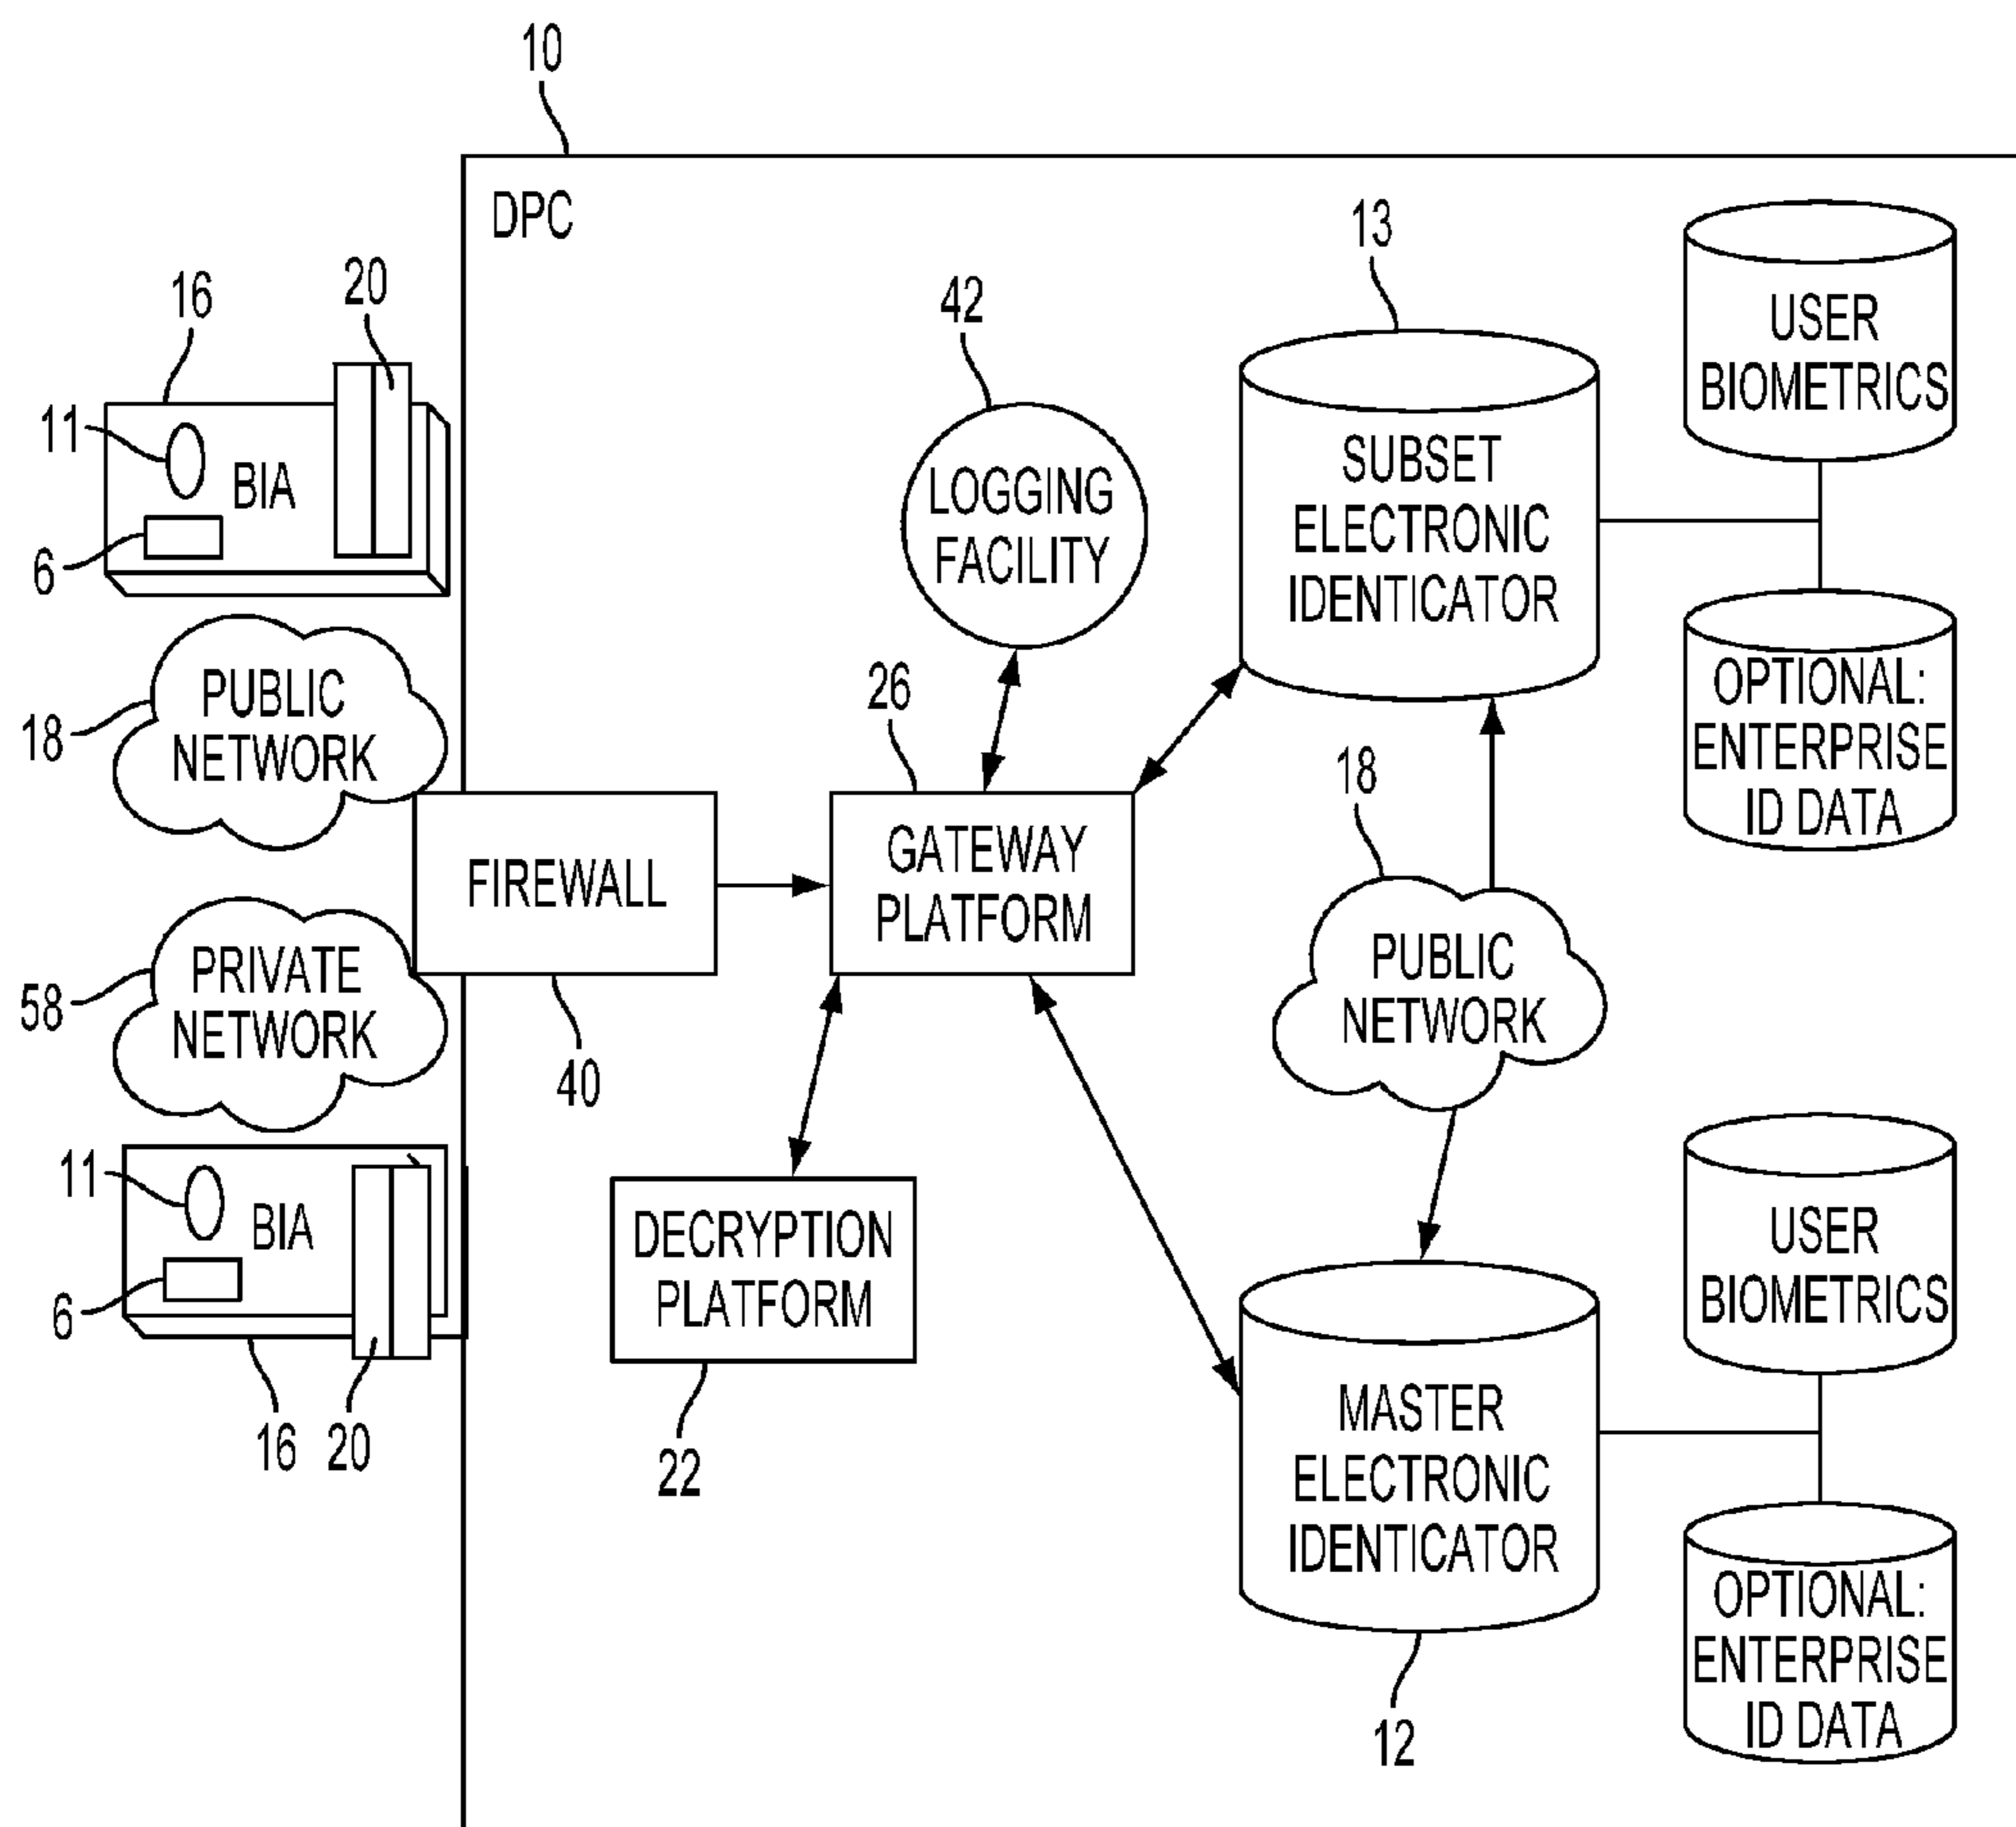 10
DPC
16
20
11
BIA
6
18
PUBLIC
NETWORK
58
PRIVATE
NETWORK
11
BIA
6
16
20
FIREWALL
40
42
LOGGING
FACILITY
26
GATEWAY
PLATFORM
DECRYPTION
PLATFORM
22
13
SUBSET
ELECTRONIC
IDENTICATOR
18
PUBLIC
NETWORK
MASTER
ELECTRONIC
IDENTICATOR
12
USER
BIOMETRICS
OPTIONAL:
ENTERPRISE
ID DATA
USER
BIOMETRICS
OPTIONAL:
ENTERPRISE
ID DATA